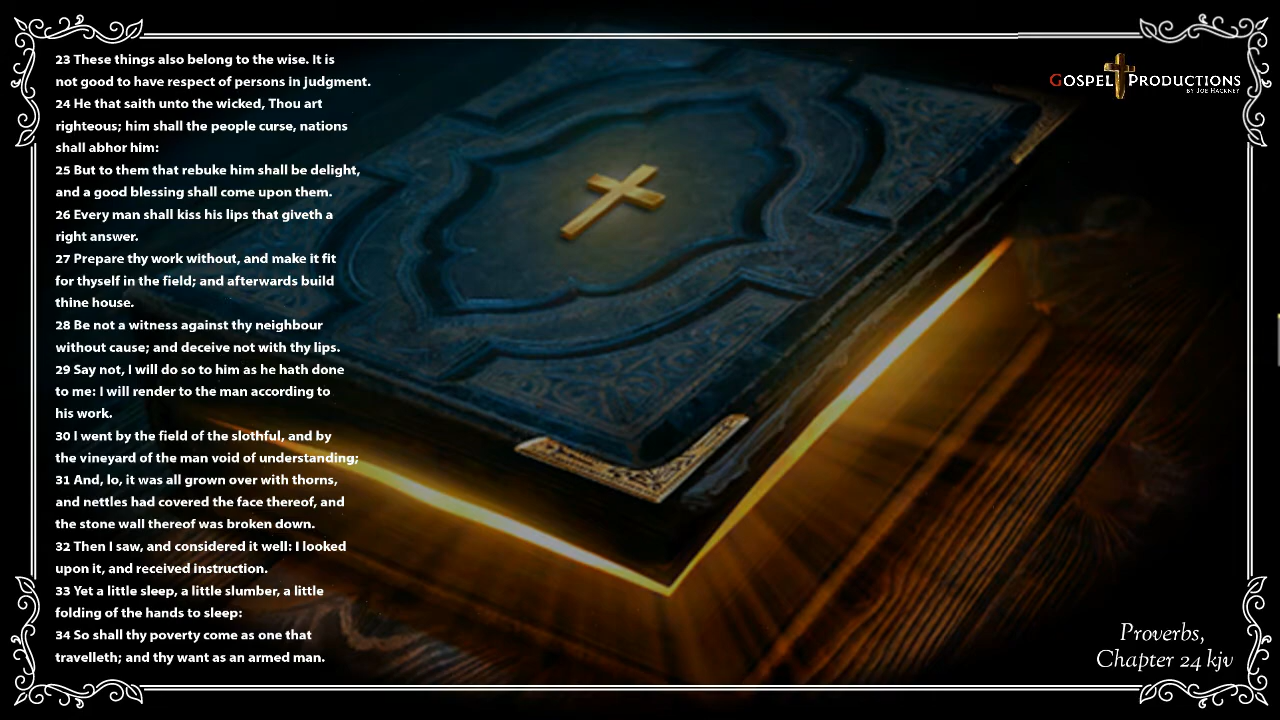 23 These things also belong to the wise. It is
not good to have respect of persons in judgment.
24 He that saith unto the wicked, Thou art
righteous; him shall the people curse, nations
shall abhor him:
25 But to them that rebuke him shall be delight,
and a good blessing shall come upon them.
26 Every man shall kiss his lips that giveth a
right answer.
27 Prepare thy work without, and make it fit
for thyself in the field; and afterwards build
thine house.
28 Be not a witness against thy neighbour
without cause; and deceive not with thy lips.
29 Say not, I will do so to him as he hath done
to me: I will render to the man according to
his work.
30 I went by the field of the slothful, and by
the vineyard of the man void of understanding;
31 And, lo, it was all grown over with thorns,
and nettles had covered the face thereof, and
the stone wall thereof was broken down.
32 Then I saw, and considered it well: I looked
upon it, and received instruction.
33 Yet a little sleep, a little slumber, a little
folding of the hands to sleep:
34 So shall thy poverty come as one that
travelleth; and thy want as an armed man.
Gospel Productions
by Joe Hackney
Proverbs,
Chapter 24 kjv